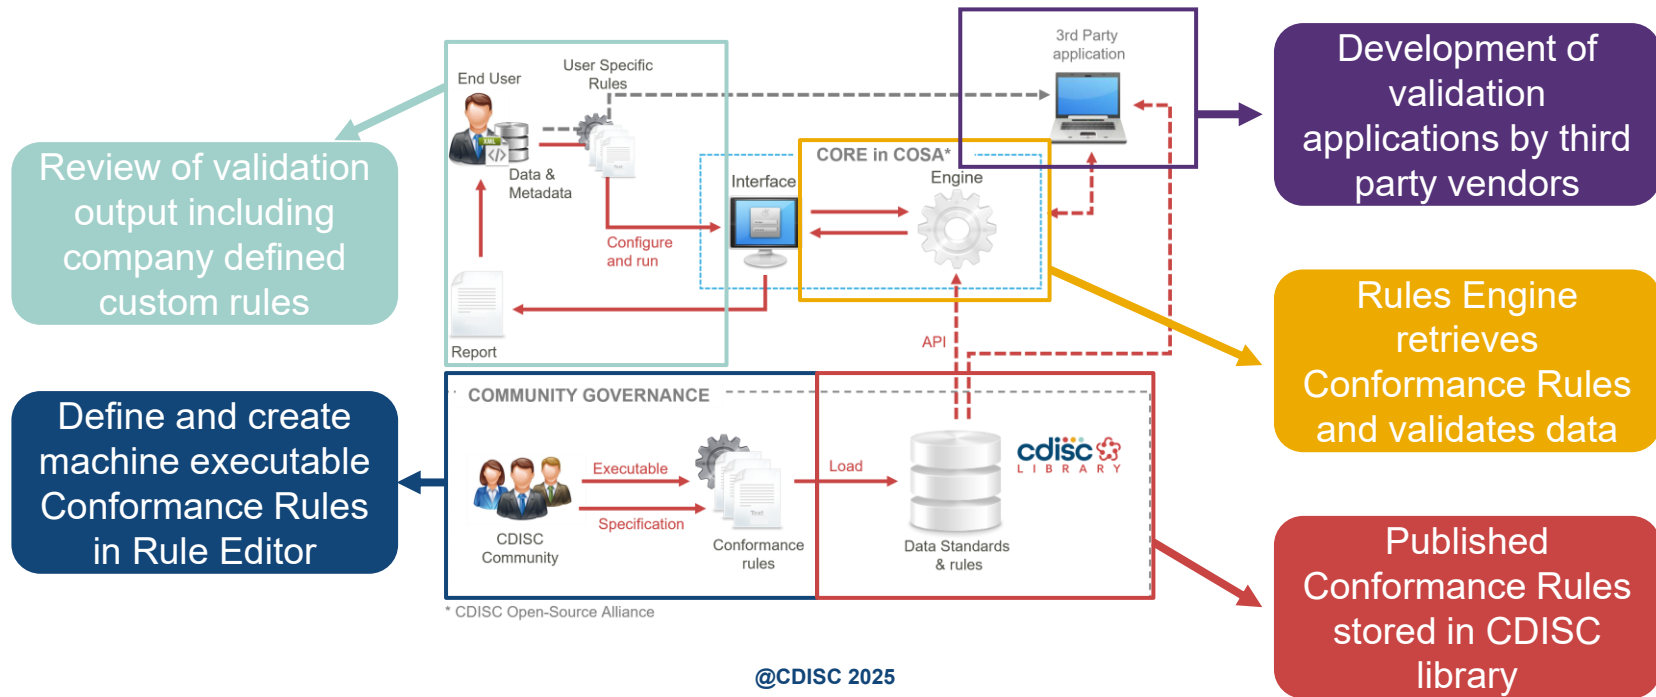 Review of validation
output including
company defined
custom rules
Define and create
machine executable
Conformance Rules
in Rule Editor
End User
User Specific
Rules
XML
</>
Data &
Metadata
Text
Configure
and run
Report
Interface
CORE in COSA*
Engine
3rd Party
application
API
COMMUNITY GOVERNANCE
CDISC
Community
Executable
Specification
Text
Conformance
rules
Load
Data Standards
& rules
cdisc
LIBRARY
* CDISC Open-Source Alliance
Development of
validation
applications by third
party vendors
Rules Engine
retrieves
Conformance Rules
and validates data
Published
Conformance Rules
stored in CDISC
library
@CDISC 2025